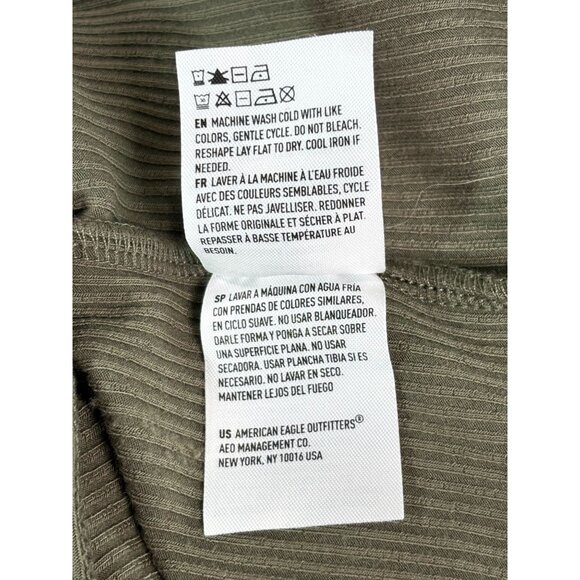 EN MACHINE WASH COLD WITH LIKE
COLORS, GENTLE CYCLE. DO NOT BLEACH.
RESHAPE LAY FLAT TO DRY. COOL IRON IF
NEEDED.
FR LAVER À LA MACHINE À L'EAU FROIDE
AVEC DES COULEURS SEMBLABLES, CYCLE
DÉLICAT. NE PAS JAVELLISER. REDONNER
LA FORME ORIGINALE ET SÉCHER À PLAT.
REPASSER À BASSE TEMPÉRATURE AU
BESOIN.
SP LAVAR A MÁQUINA CON AGUA FRÍA
CON PRENDAS DE COLORES SIMILARES,
EN CICLO SUAVE. NO USAR BLANQUEADOR.
DARLE FORMA Y PONGO A SECAR SOBRE
UNA SUPERFICIE PLANA. NO USAR
SECADORA. USAR PLANCHA TIBIA SI ES
NECESARIO. NO LAVAR EN SECO.
MANTENER LEJOS DEL FUEGO
US AMERICAN EAGLE OUTFITTERS®
AEO MANAGEMENT CO.
NEW YORK, NY 10016 USA